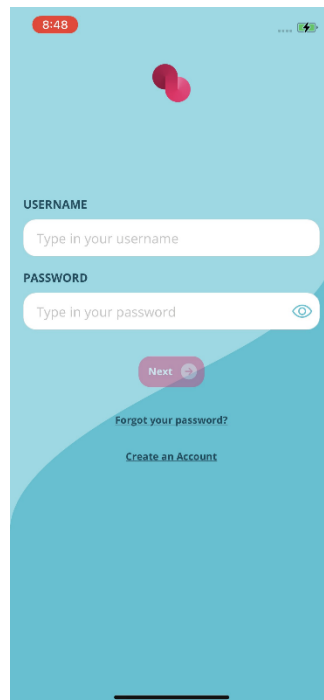 8:48
USERNAME
Type in your username
PASSWORD
Type in your password
Next
Forgot your password?
Create an Account